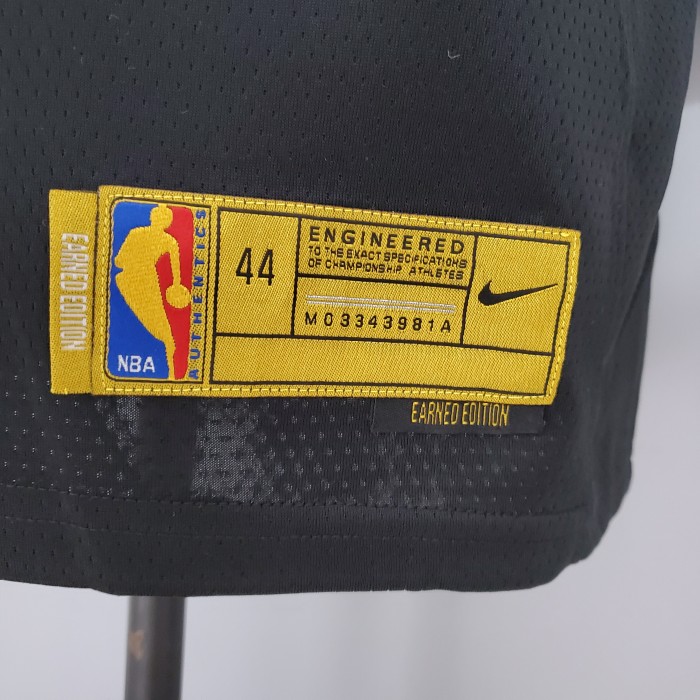 EARNED EDITION
NBA
AUTHENTICS
44
ENGINEERED
TO THE EXACT SPECIFICATIONS
OF CHAMPIONSHIP ATHLETES
M03343981A
EARNED EDITION